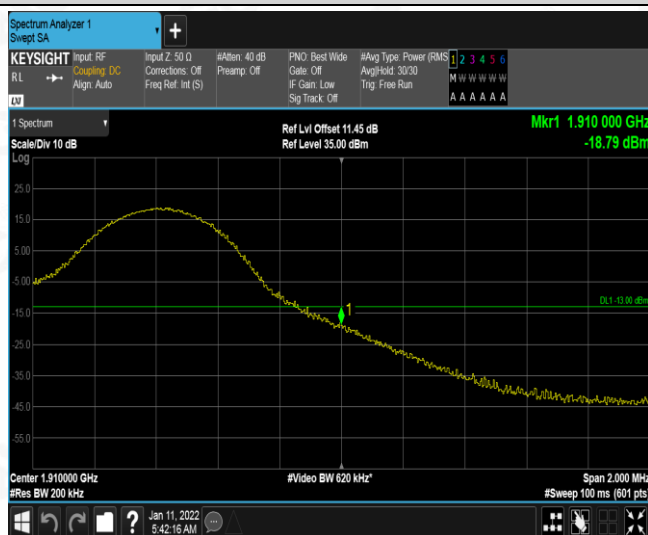 Spectrum Analyzer 1
Swept SA
+
KEYSIGHT
RL
Input: RF
Coupling: DC
Align: Auto
Input Z: 50 Ω
Corrections: Off
Freq Ref: Int (S)
#Atten: 40 dB
Preamp: Off
PNO: Best Wide
Gate: Off
IF Gain: Low
Sig Track: Off
#Avg Type: Power (RMS
Avg|Hold: 30/30
Trig: Free Run
1 2 3 4 5 6
M W W W W W
A A A A A A
1 Spectrum
Scale/Div 10 dB
Ref Lvl Offset 11.45 dB
Ref Level 35.00 dBm
Mkr1 1.910 000 GHz
-18.79 dBm
Log
25.0
15.0
5.00
-5.00
-15.0
-25.0
-35.0
-45.0
-55.0
DL1 -13.00 dBm
1
Center 1.910000 GHz
#Res BW 200 kHz
#Video BW 620 kHz*
Span 2.000 MHz
#Sweep 100 ms (601 pts)
?
Jan 11, 2022
5:42:16 AM